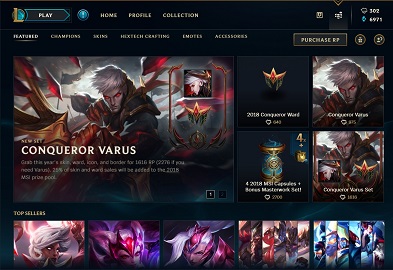 PLAY
HOME
PROFILE
COLLECTION
302
6971
FEATURED
CHAMPIONS
SKINS
HEXTECH CRAFTING
EMOTES
ACCESSORIES
PURCHASE RP
NEW SET
CONQUEROR VARUS
Grab this year's skin, ward, icon, and border for 1616 RP (2276 if you
need Varus). 25% of skin and ward sales will be added to the 2018
MSI prize pool.
1
2
2018 Conqueror Ward
640
Conqueror Varus
975
4+
4 2018 MSI Capsules +
Bonus Masterwork Set!
2700
Conqueror Varus Set
1616
TOP SELLERS